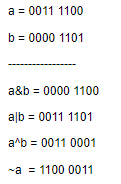 a = 0011 1100
b = 0000 1101
-----------------
a&b = 0000 1100
a|b = 0011 1101
a^b = 0011 0001
~a  = 1100 0011